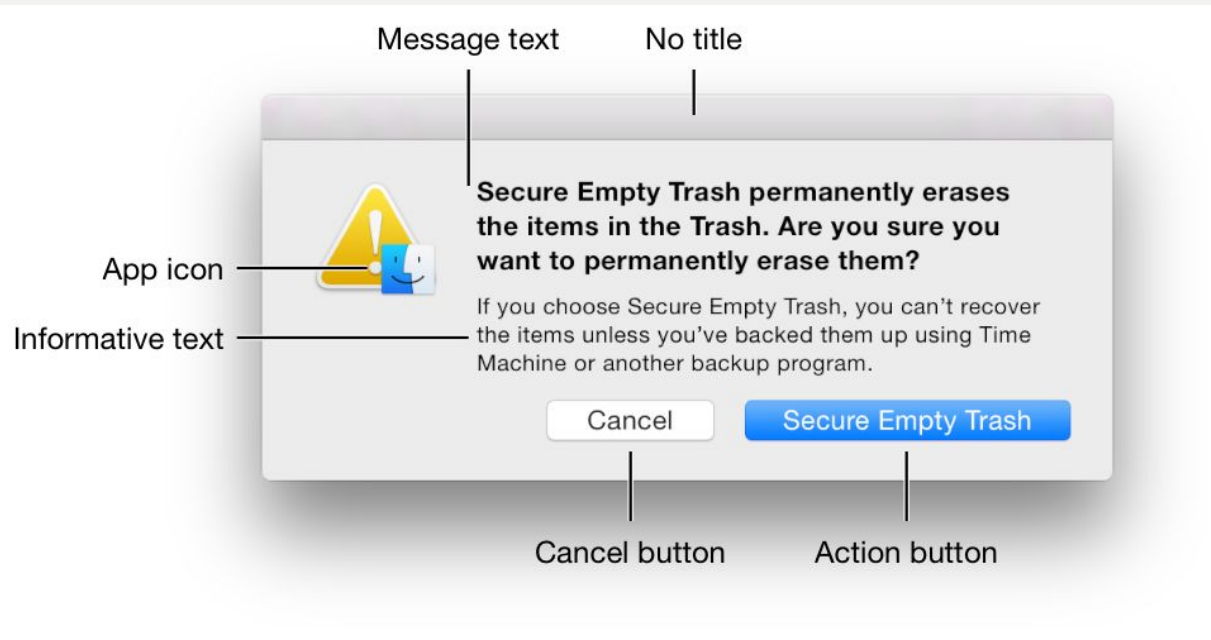 Message text
No title
Secure Empty Trash permanently erases
the items in the Trash. Are you sure you
want to permanently erase them?
App icon
If you choose Secure Empty Trash, you can’t recover
Informative text
the items unless you’ve backed them up using Time
Machine or another backup program.
Cancel
Secure Empty Trash
Cancel button
Action button